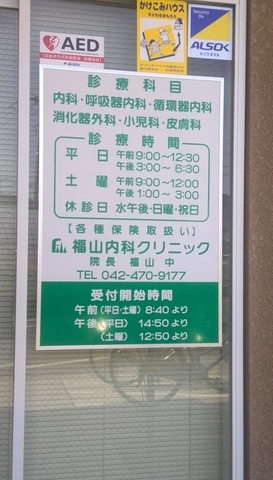 AED
かけこみハウス
Security On
ALSOK
診療科目
内科・呼吸器内科・循環器内科
消化器外科・小児科・皮膚科
診療時間
平日 午前9:00〜12:30
午後3:00〜6:30
土曜 午前9:00〜12:00
午後1:00〜3:00
休診日 水午後・日曜・祝日
【各種保険取扱い】
福山内科クリニック
院長 福山 中
TEL 042-470-9177
受付開始時間
午前(平日・土曜) 8:40より
午後(平日) 14:50より
(土曜) 12:50より